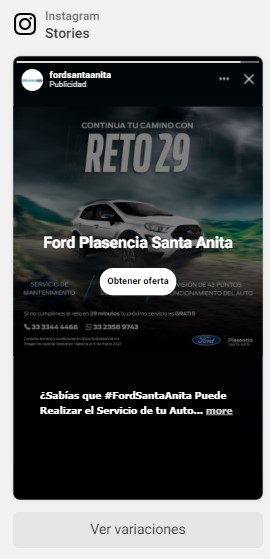 Instagram
Stories
fordsantaanita
Publicidad
CONTINUA TU CAMINO CON
RETO 29
Ford Plasencia Santa Anita
Obtener oferta
SERVICIO DE
MANTENIMIENTO
VISIÓN DE 43 PUNTOS
FUNCIONAMIENTO DEL AUTO
Si no cumplimos el reto en 29 minutos tu próximo servicio es GRATIS
33 3344 4466 33 2358 9743
Ford Plasencia
SANTA ANITA
¿Sabías que #FordSantaAnita Puede
Realizar el Servicio de tu Auto... more
Ver variaciones